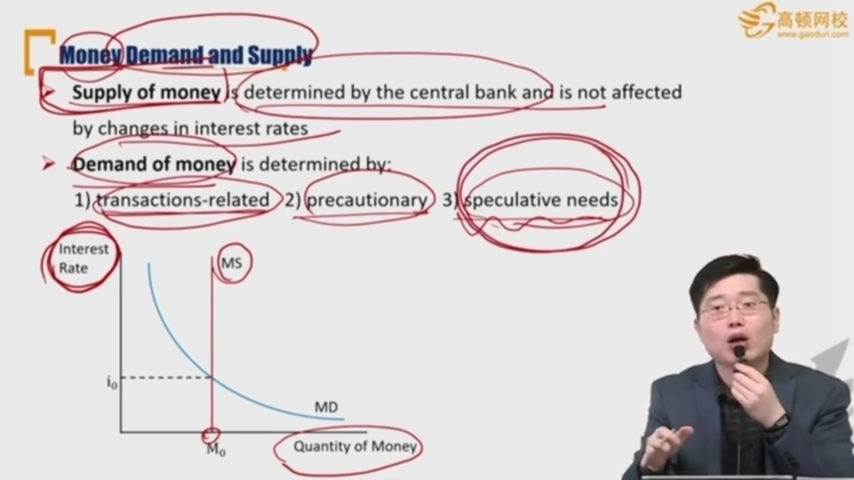 高顿网校
www.gaodun.com
Money Demand and Supply
Supply of money is determined by the central bank and is not affected
by changes in interest rates
Demand of money is determined by:
1) transactions-related 2) precautionary 3) speculative needs
Interest
Rate
MS
i₀
MD
M₀
Quantity of Money